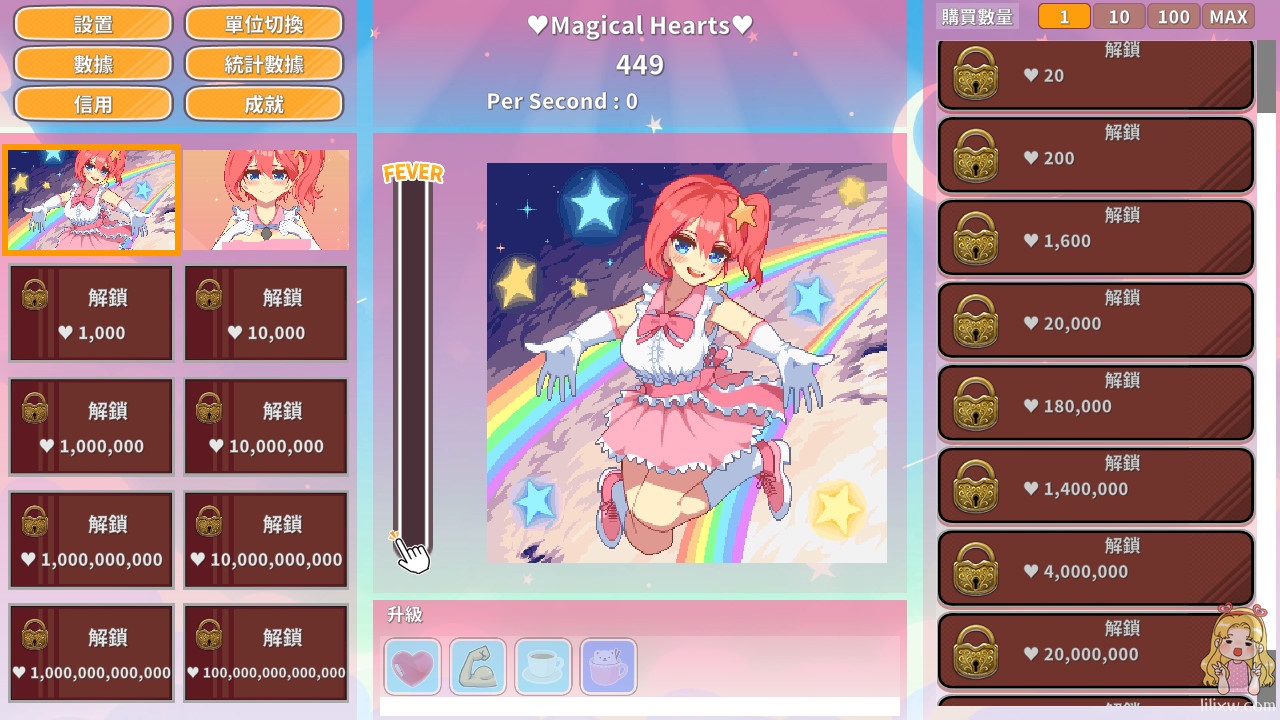 設置
單位切換
數據
統計數據
信用
成就
解鎖
♥ 1,000
解鎖
♥ 10,000
解鎖
♥ 1,000,000
解鎖
♥ 10,000,000
解鎖
♥ 1,000,000,000
解鎖
♥ 10,000,000,000
解鎖
♥ 1,000,000,000,000
解鎖
♥ 100,000,000,000,000
♥Magical Hearts♥
449
Per Second : 0
FEVER
升級
購買數量
1
10
100
MAX
解鎖
♥ 20
解鎖
♥ 200
解鎖
♥ 1,600
解鎖
♥ 20,000
解鎖
♥ 180,000
解鎖
♥ 1,400,000
解鎖
♥ 4,000,000
解鎖
♥ 20,000,000
解鎖
lilixw.com